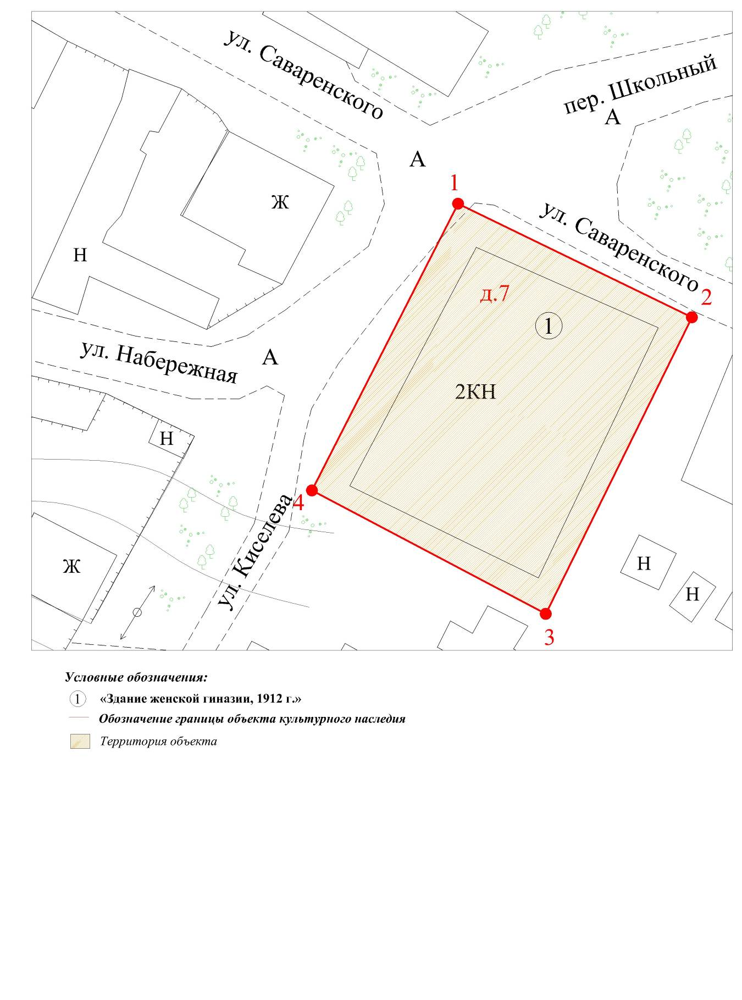 ул. Саваренского
пер. Школьный
А
А
1
Ж
ул. Саваренского
Н
д.7
2
1
ул. Набережная
А
2КН
Н
4
ул. Киселева
Ж
Н
Н
3
Условные обозначения:
1 «Здание женской гиназии, 1912 г.»
Обозначение границы объекта культурного наследия
Территория объекта